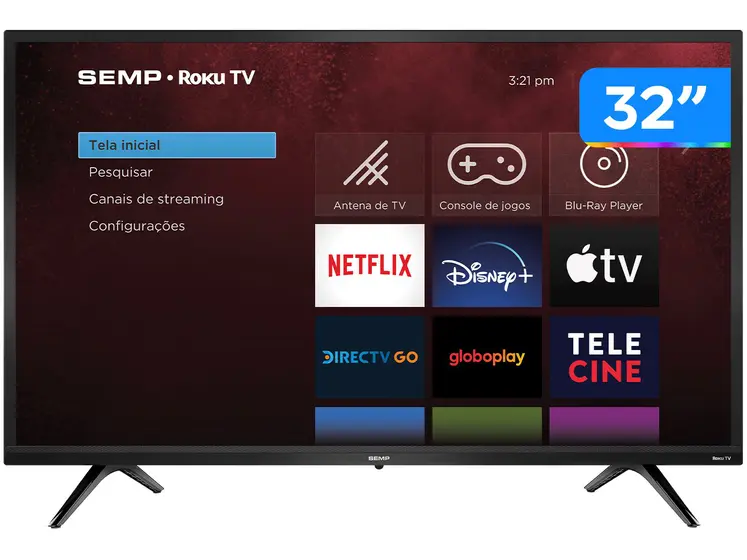 SEMP • Roku TV
3:21 pm
32”
Tela inicial
Pesquisar
Canais de streaming
Configurações
Antena de TV
Console de jogos
Blu-Ray Player
NETFLIX
Disney+
tv
DIRECTV GO
globoplay
TELE
CINE
SEMP
Roku TV